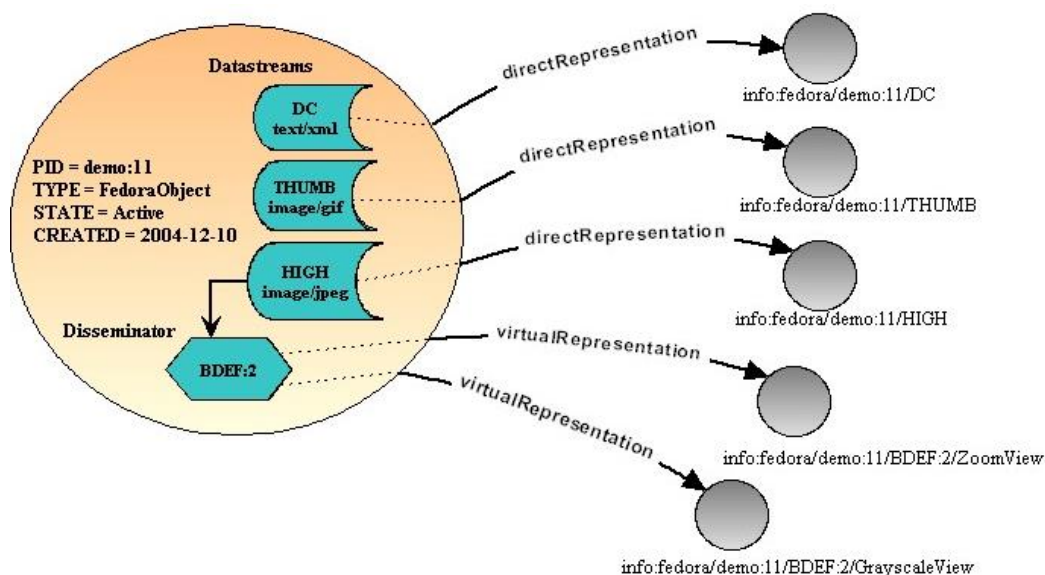 Datastreams
DC
text/xml
THUMB
image/gif
HIGH
image/jpeg
PID = demo:11
TYPE = FedoraObject
STATE = Active
CREATED = 2004-12-10
Disseminator
BDEF:2
directRepresentation
info:fedora/demo:11/DC
directRepresentation
info:fedora/demo:11/THUMB
directRepresentation
info:fedora/demo:11/HIGH
virtualRepresentation
info:fedora/demo:11/BDEF:2/ZoomView
virtualRepresentation
info:fedora/demo:11/BDEF:2/GrayscaleView